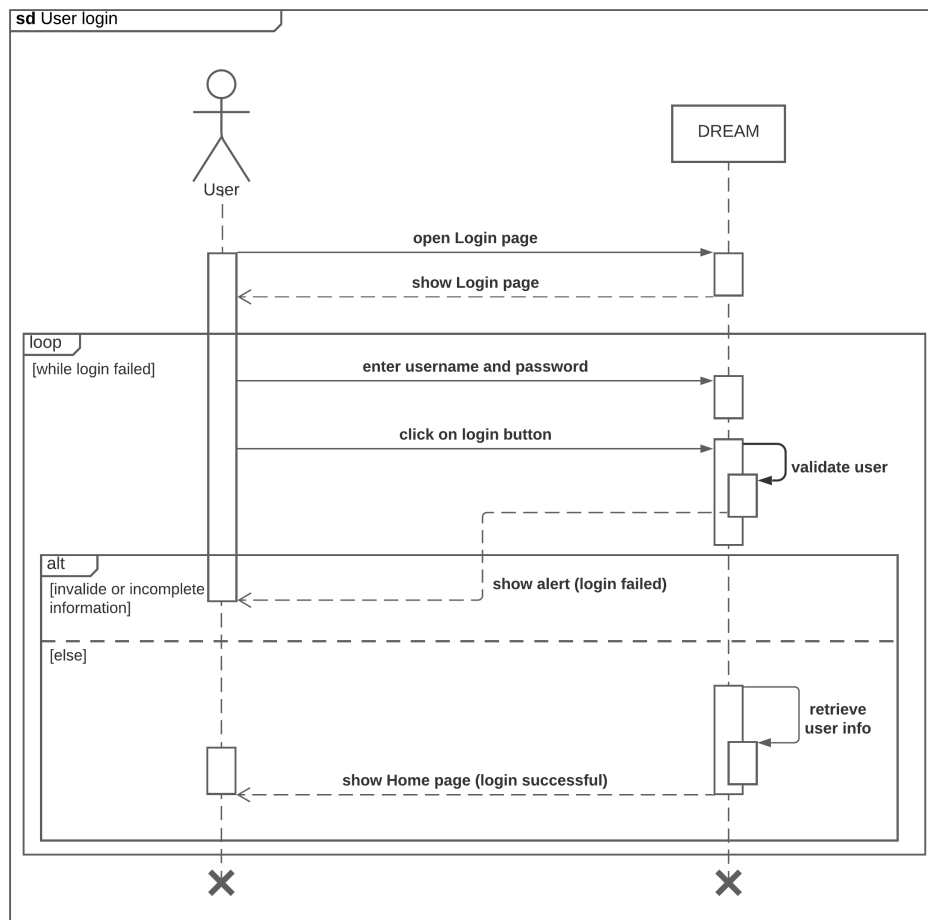 sd User login
DREAM
User
open Login page
show Login page
loop
[while login failed]
enter username and password
click on login button
validate user
alt
[invalide or incomplete
information]
show alert (login failed)
[else]
retrieve
user info
show Home page (login successful)